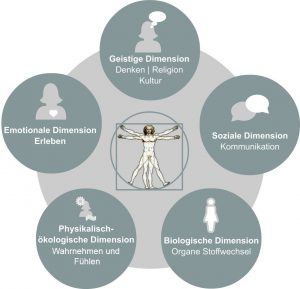 Geistige Dimension
Denken | Religion
Kultur
Emotionale Dimension
Erleben
Soziale Dimension
Kommunikation
Physikalisch-
ökologische Dimension
Wahrnehmen und
Fühlen
Biologische Dimension
Organe Stoffwechsel